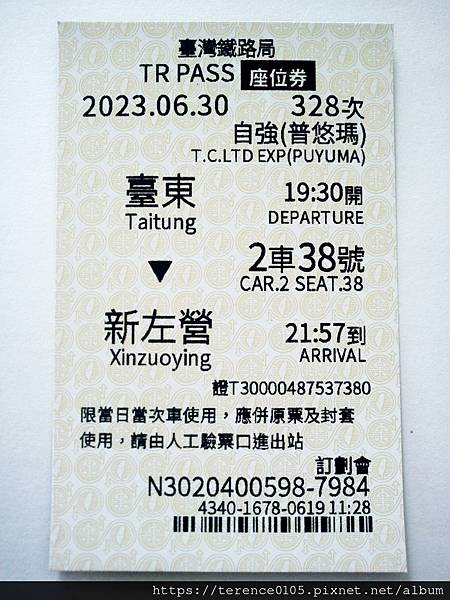 臺灣鐵路局
TR PASS 座位券
2023.06.30 328次
自強(普悠瑪)
T.C.LTD EXP(PUYUMA)
臺東 19:30開
Taitung DEPARTURE
▼ 2車38號
CAR.2 SEAT.38
新左營 21:57到
Xinzuoying ARRIVAL
證T30000487537380
限當日當次車使用，應併原票及封套
使用，請由人工驗票口進出站
訂劃會
N3020400598-7984
4340-1678-0619 11:28
https://terence0105.pixnet.net/album